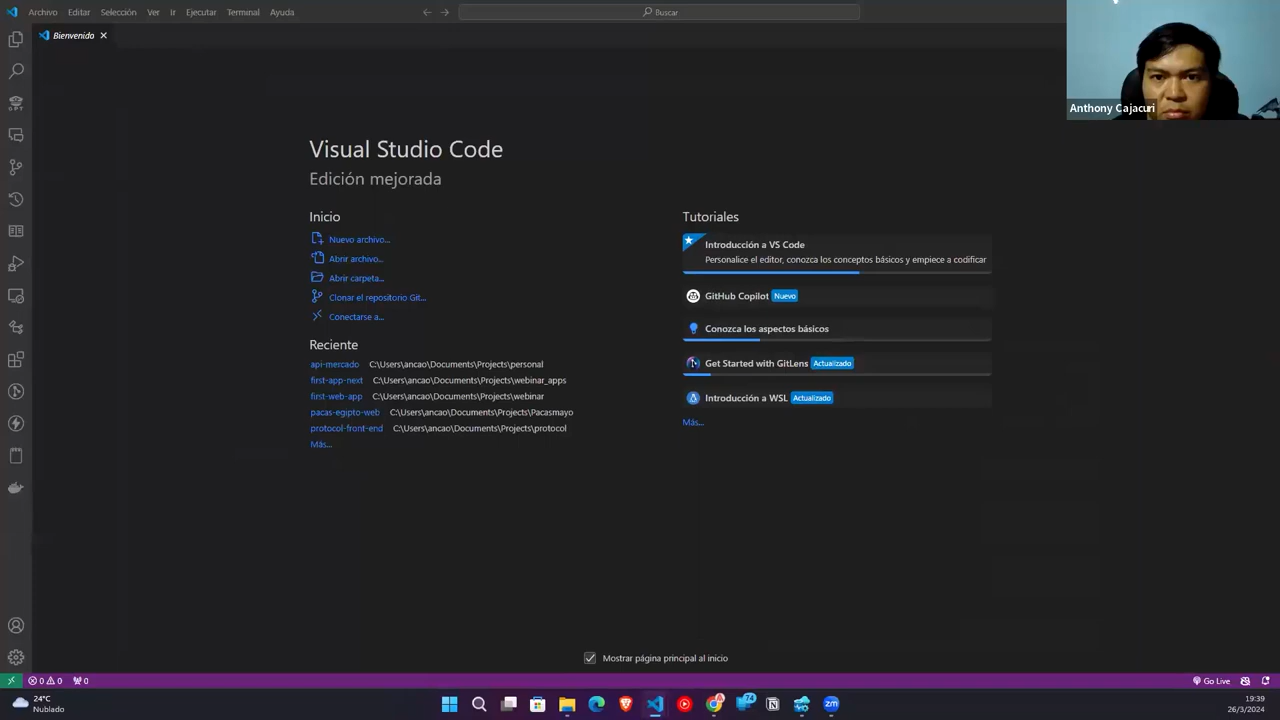 Archivo Editar Selección Ver Ir Ejecutar Terminal Ayuda
Buscar
Bienvenido
Anthony Cajacuri
Visual Studio Code
Edición mejorada
Inicio
Nuevo archivo...
Abrir archivo...
Abrir carpeta...
Clonar el repositorio Git...
Conectarse a...
Reciente
api-mercado C:\Users\ancao\Documents\Projects\personal
first-app-next C:\Users\ancao\Documents\Projects\webinar_apps
first-web-app C:\Users\ancao\Documents\Projects\webinar
pacas-egipto-web C:\Users\ancao\Documents\Projects\Pacasmayo
protocol-front-end C:\Users\ancao\Documents\Projects\protocol
Más...
Tutoriales
Introducción a VS Code
Personalice el editor, conozca los conceptos básicos y empiece a codificar
GitHub Copilot Nuevo
Conozca los aspectos básicos
Get Started with GitLens Actualizado
Introducción a WSL Actualizado
Más...
Mostrar página principal al inicio
0 0 0
Go Live
24°C
Nublado
74
zm
19:39
26/3/2024